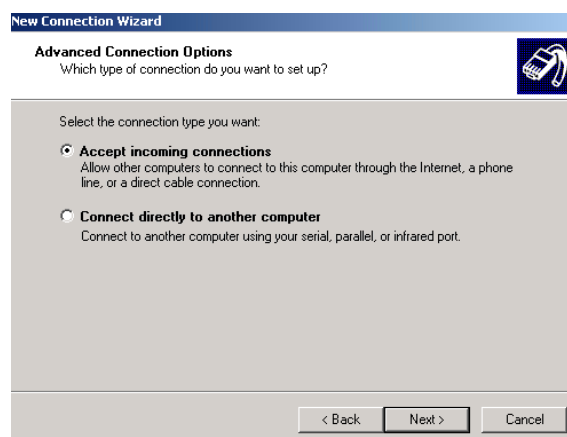 New Connection Wizard
Advanced Connection Options
Which type of connection do you want to set up?
Select the connection type you want:
Accept incoming connections
Allow other computers to connect to this computer through the Internet, a phone
line, or a direct cable connection.
Connect directly to another computer
Connect to another computer using your serial, parallel, or infrared port.
< Back Next > Cancel